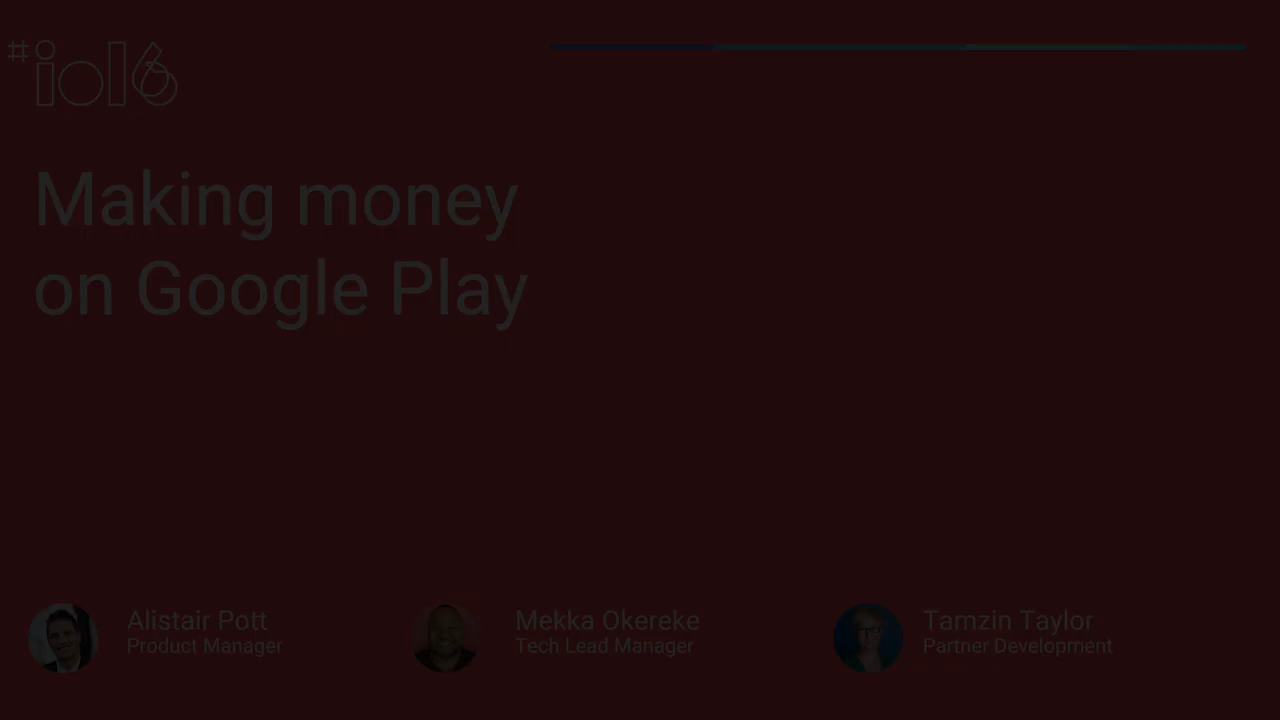 #io16
Making money
on Google Play
Alistair Pott
Product Manager
Mekka Okereke
Tech Lead Manager
Tamzin Taylor
Partner Development